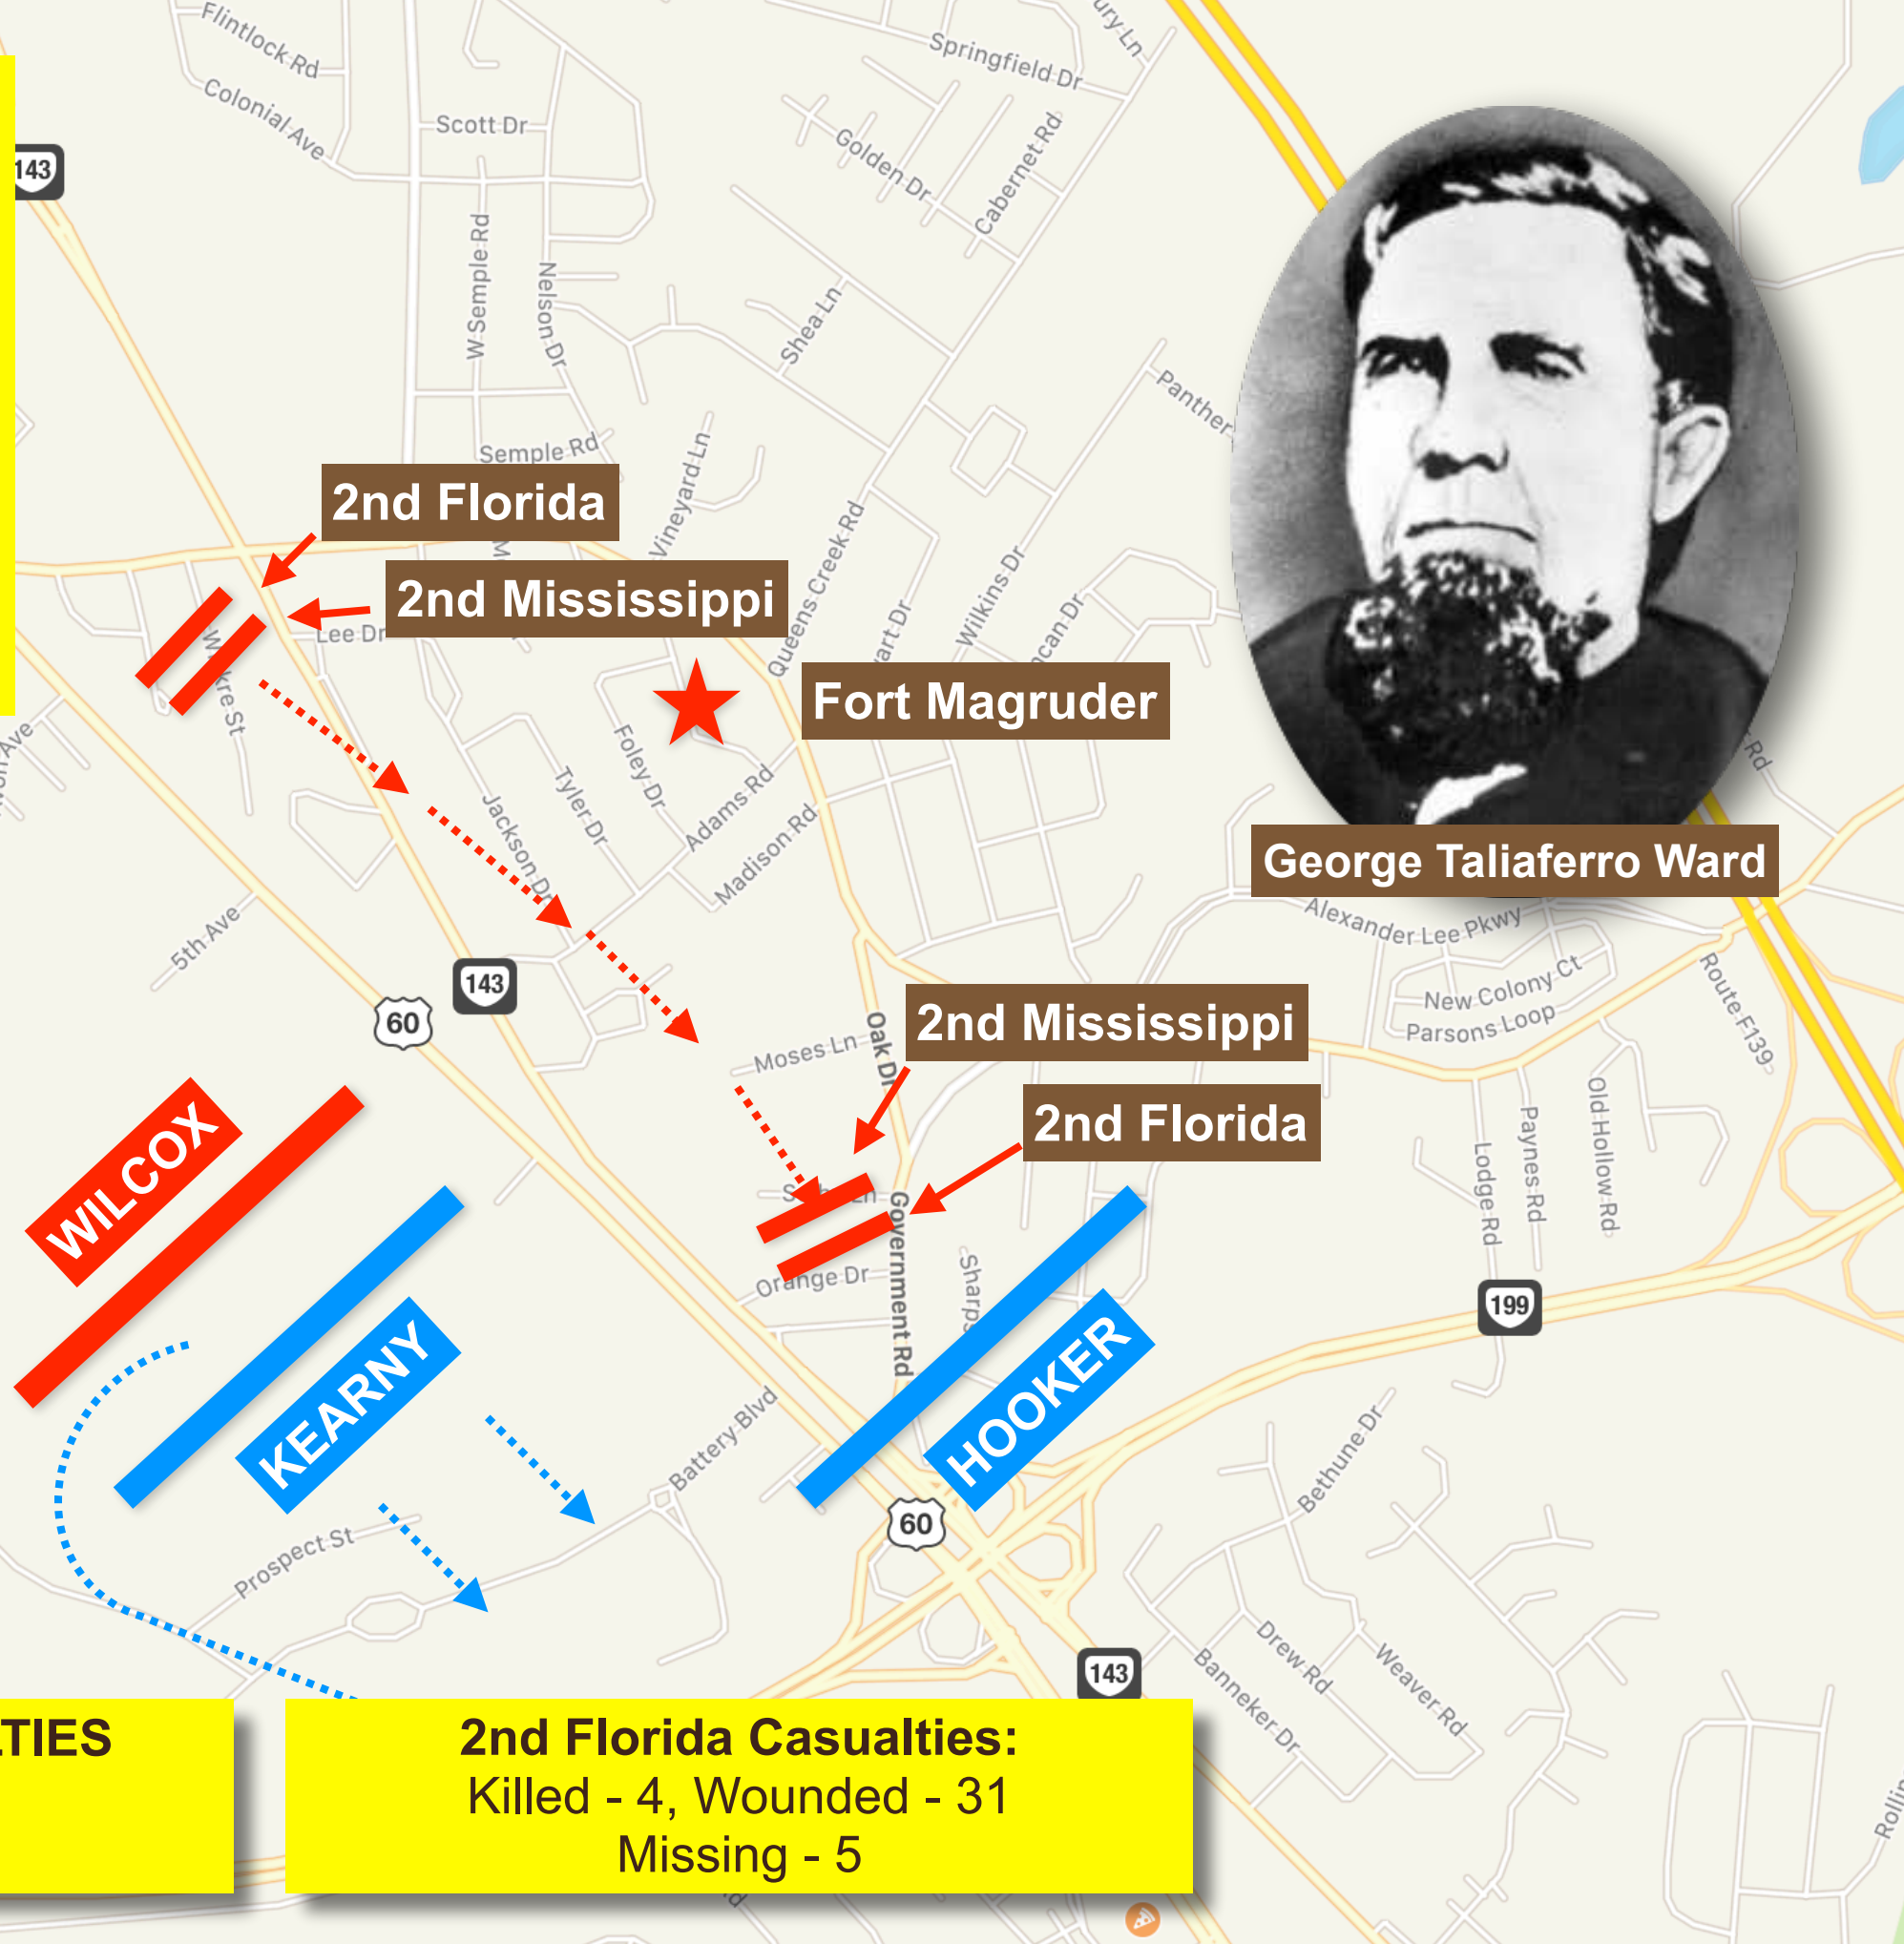 Flintlock Rd
Colonial Ave
Scott Dr
Springfield Dr
Golden Dr
Cabernet Rd
143
W Semple Rd
Nelson Dr
Shea Ln
Panther
Semple Rd
Vineyard Ln
2nd Florida
2nd Mississippi
Queens Creek Rd
Wilkins Dr
Lee Dr
Fort Magruder
Foley Dr
Tyler Dr
Jackson Dr
Adams Rd
Madison Rd
Rd
George Taliaferro Ward
5th Ave
Alexander Lee Pkwy
New Colony Ct
Parsons Loop
Route F139
143
60
Oak Dr
Moses Ln
2nd Mississippi
2nd Florida
Old Hollow Rd
Paynes Rd
Lodge Rd
WILCOX
Government Rd
Orange Dr
Sharps
199
KEARNY
HOOKER
Battery Blvd
Bethune Dr
60
Prospect St
143
Drew Rd
Weaver Rd
Banneker Dr
TIES
2nd Florida Casualties:
Killed - 4, Wounded - 31
Missing - 5